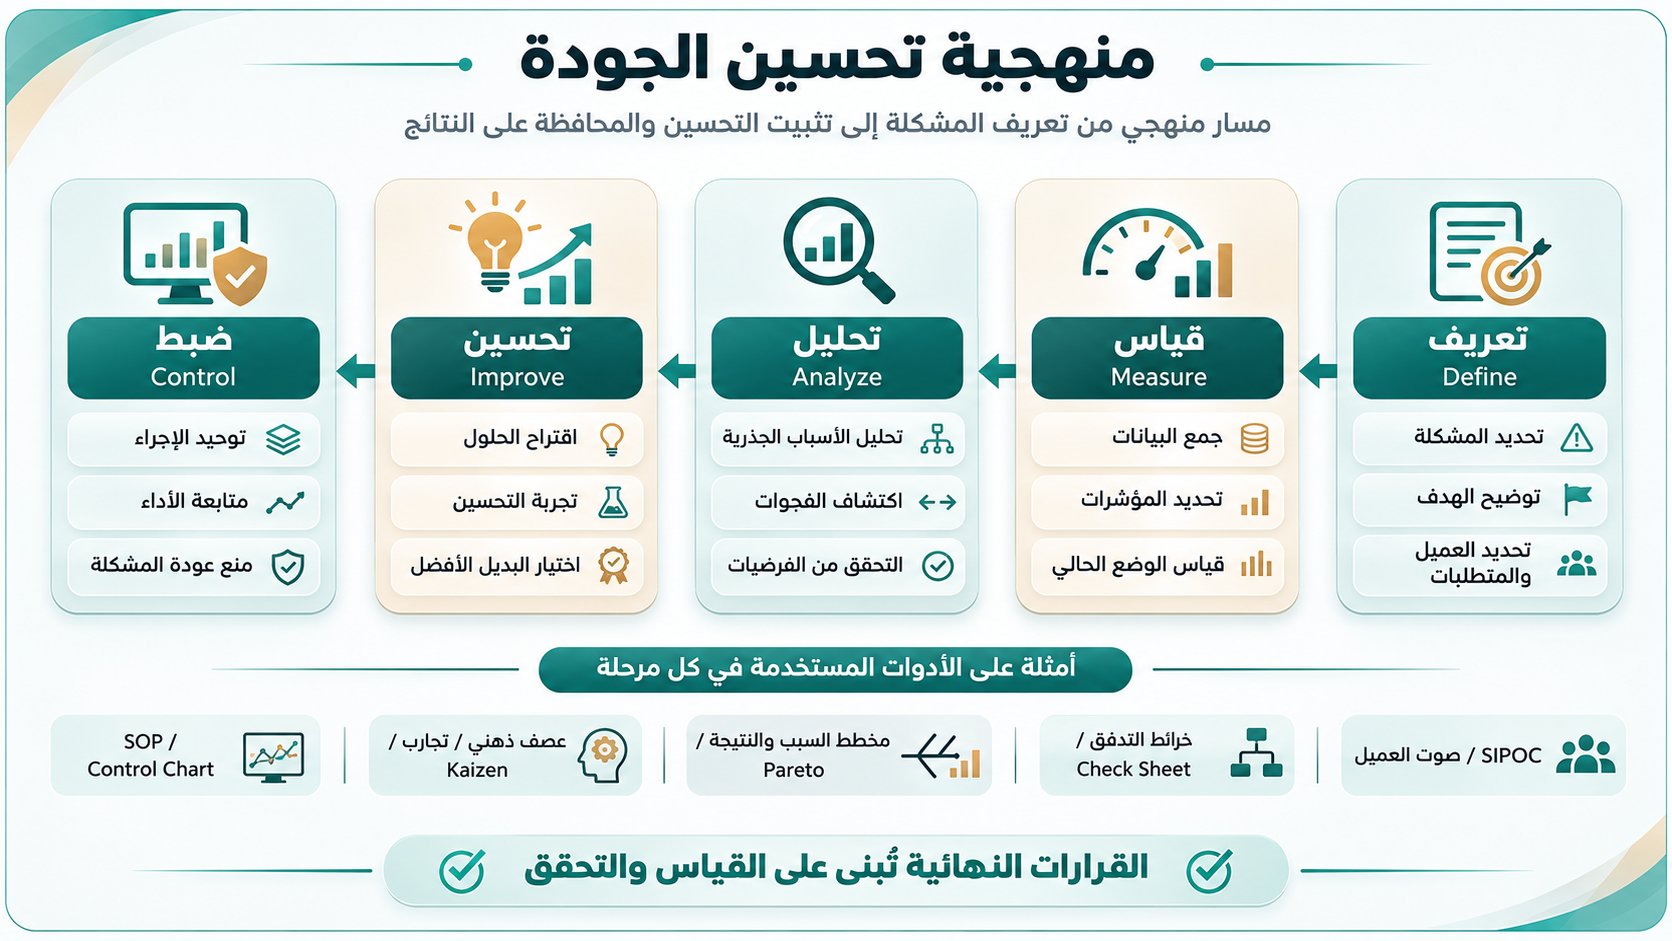 منهجية تحسين الجودة
مسار منهجي من تعريف المشكلة إلى تثبيت التحسين والمحافظة على النتائج
تعريف
Define
تحديد المشكلة
توضيح الهدف
تحديد العميل
والمتطلبات
قياس
Measure
جمع البيانات
تحديد المؤشرات
قياس الوضع الحالي
تحليل
Analyze
تحليل الأسباب الجذرية
اكتشاف الفجوات
التحقق من الفرضيات
تحسين
Improve
اقتراح الحلول
تجربة التحسين
اختيار البديل الأفضل
ضبط
Control
توحيد الإجراء
متابعة الأداء
منع عودة المشكلة
أمثلة على الأدوات المستخدمة في كل مرحلة
SIPOC / صوت العميل
خرائط التدفق /
Check Sheet
مخطط السبب والنتيجة /
Pareto
عصف ذهني / تجارب /
Kaizen
SOP /
Control Chart
القرارات النهائية تُبنى على القياس والتحقق